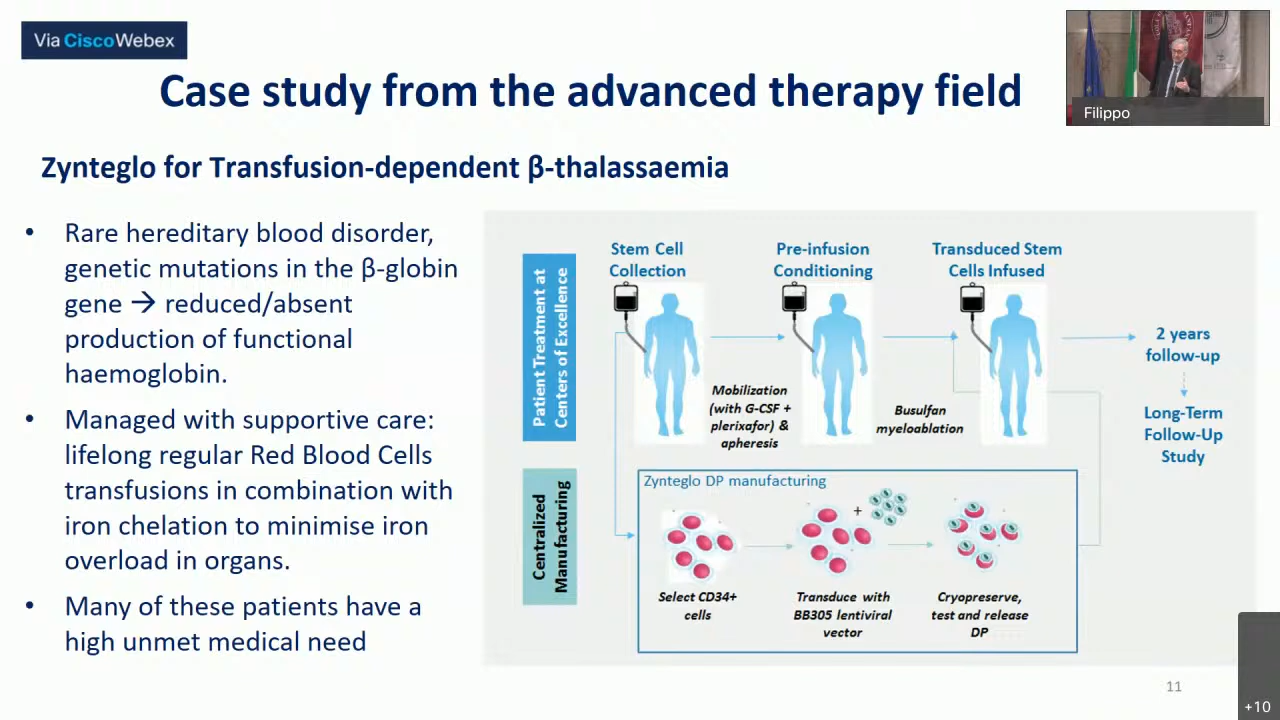 Via Cisco Webex
Case study from the advanced therapy field
Filippo
Zynteglo for Transfusion-dependent β-thalassaemia
• Rare hereditary blood disorder,
genetic mutations in the β-globin
gene → reduced/absent
production of functional
haemoglobin.
• Managed with supportive care:
lifelong regular Red Blood Cells
transfusions in combination with
iron chelation to minimise iron
overload in organs.
• Many of these patients have a
high unmet medical need
Patient Treatment at
Centers of Excellence
Stem Cell
Collection
Pre-infusion
Conditioning
Transduced Stem
Cells Infused
Mobilization
(with G-CSF +
plerixafor) &
apheresis
Busulfan
myeloablation
2 years
follow-up
Long-Term
Follow-Up
Study
Centralized
Manufacturing
Zynteglo DP manufacturing
+
Select CD34+
cells
Transduce with
BB305 lentiviral
vector
Cryopreserve,
test and release
DP
11
+10